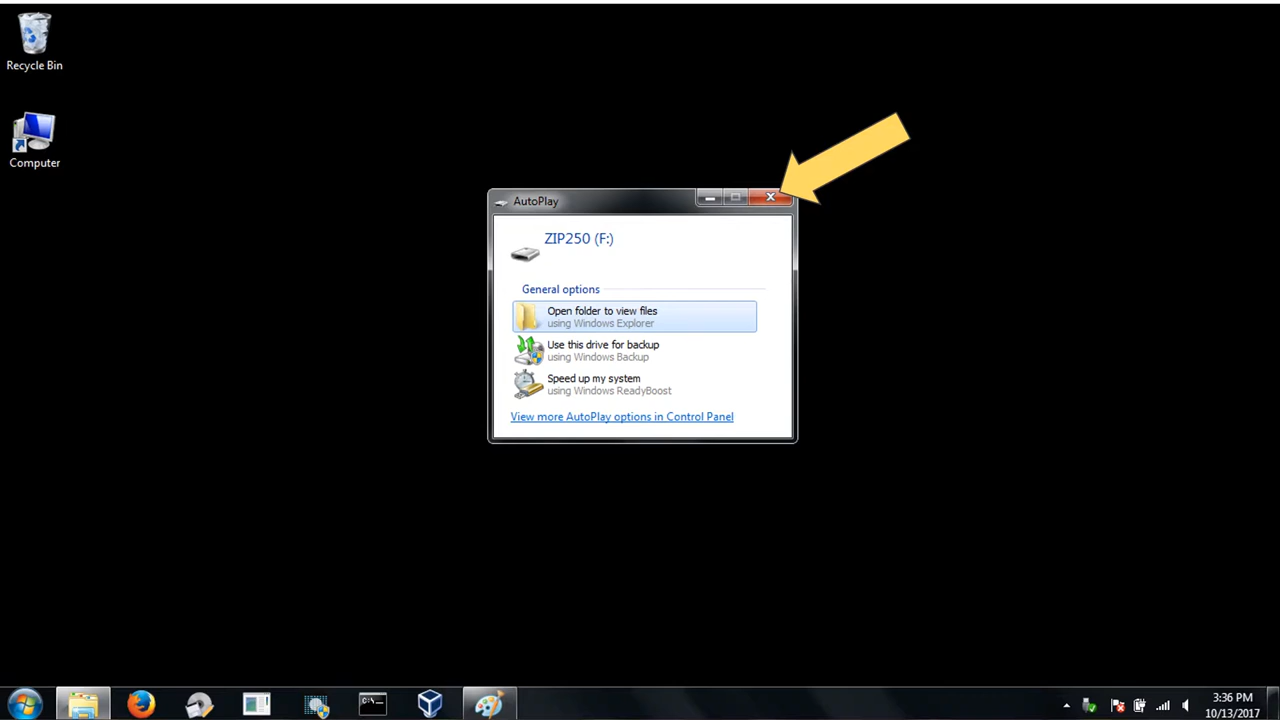 Recycle Bin
Computer
AutoPlay
ZIP250 (F:)
General options
Open folder to view files
using Windows Explorer
Use this drive for backup
using Windows Backup
Speed up my system
using Windows ReadyBoost
View more AutoPlay options in Control Panel
3:36 PM
10/13/2017